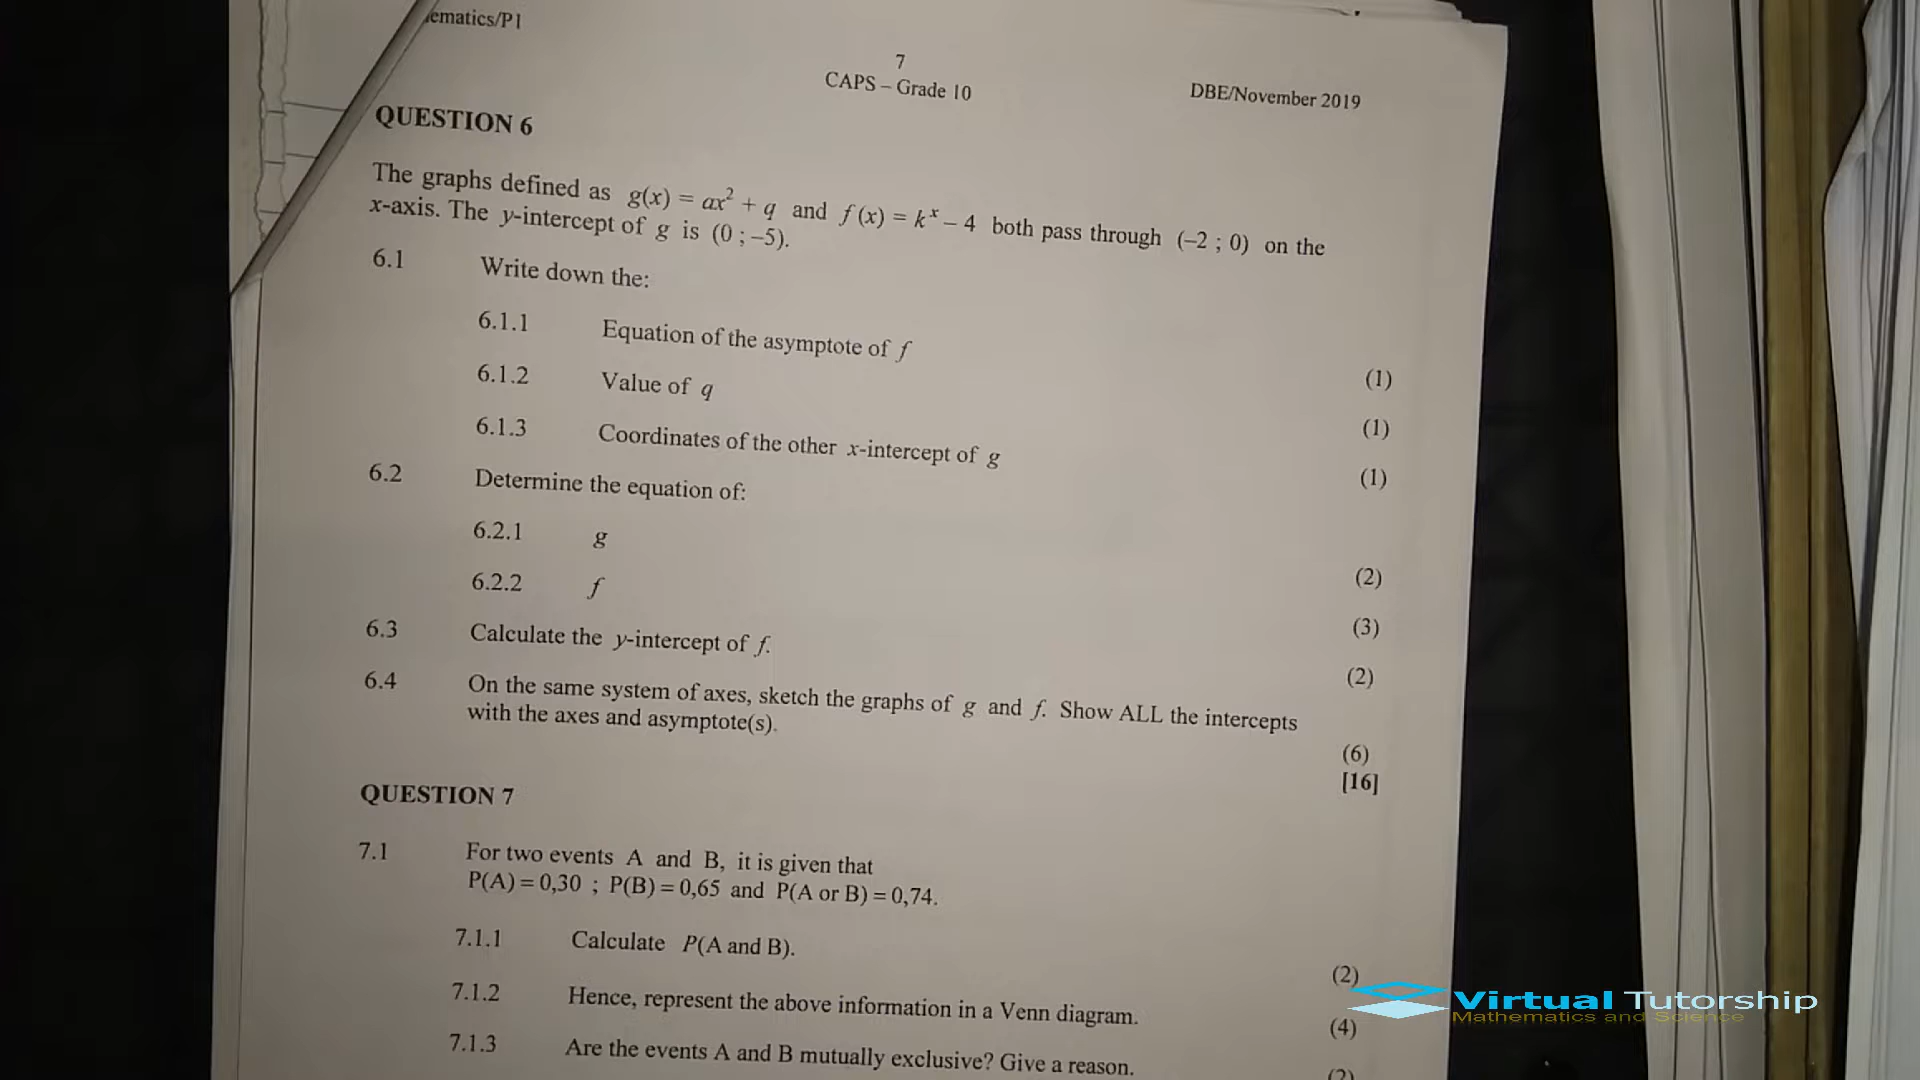 ematics/P1
7
CAPS – Grade 10
DBE/November 2019
QUESTION 6
The graphs defined as g(x) = ax² + q and f(x) = kˣ – 4 both pass through (–2 ; 0) on the
x-axis. The y-intercept of g is (0 ; –5).
6.1 Write down the:
6.1.1 Equation of the asymptote of f (1)
6.1.2 Value of q (1)
6.1.3 Coordinates of the other x-intercept of g (1)
6.2 Determine the equation of:
6.2.1 g (2)
6.2.2 f (3)
6.3 Calculate the y-intercept of f. (2)
6.4 On the same system of axes, sketch the graphs of g and f. Show ALL the intercepts
with the axes and asymptote(s). (6)
[16]
QUESTION 7
7.1 For two events A and B, it is given that
P(A) = 0,30 ; P(B) = 0,65 and P(A or B) = 0,74.
7.1.1 Calculate P(A and B). (2)
7.1.2 Hence, represent the above information in a Venn diagram. (4)
7.1.3 Are the events A and B mutually exclusive? Give a reason. (2)
Virtual Tutorship
Mathematics and Science